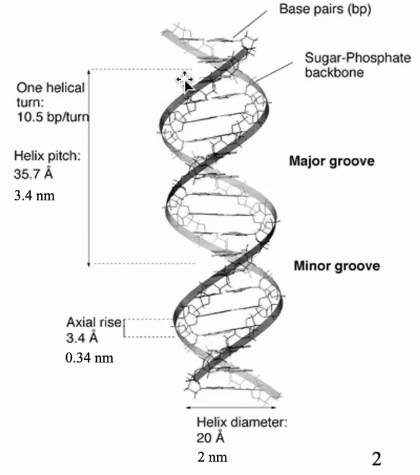 Base pairs (bp)
Sugar-Phosphate
backbone
One helical
turn:
10.5 bp/turn
Helix pitch:
35.7 Å
3.4 nm
Major groove
Minor groove
Axial rise:
3.4 Å
0.34 nm
Helix diameter:
20 Å
2 nm
2